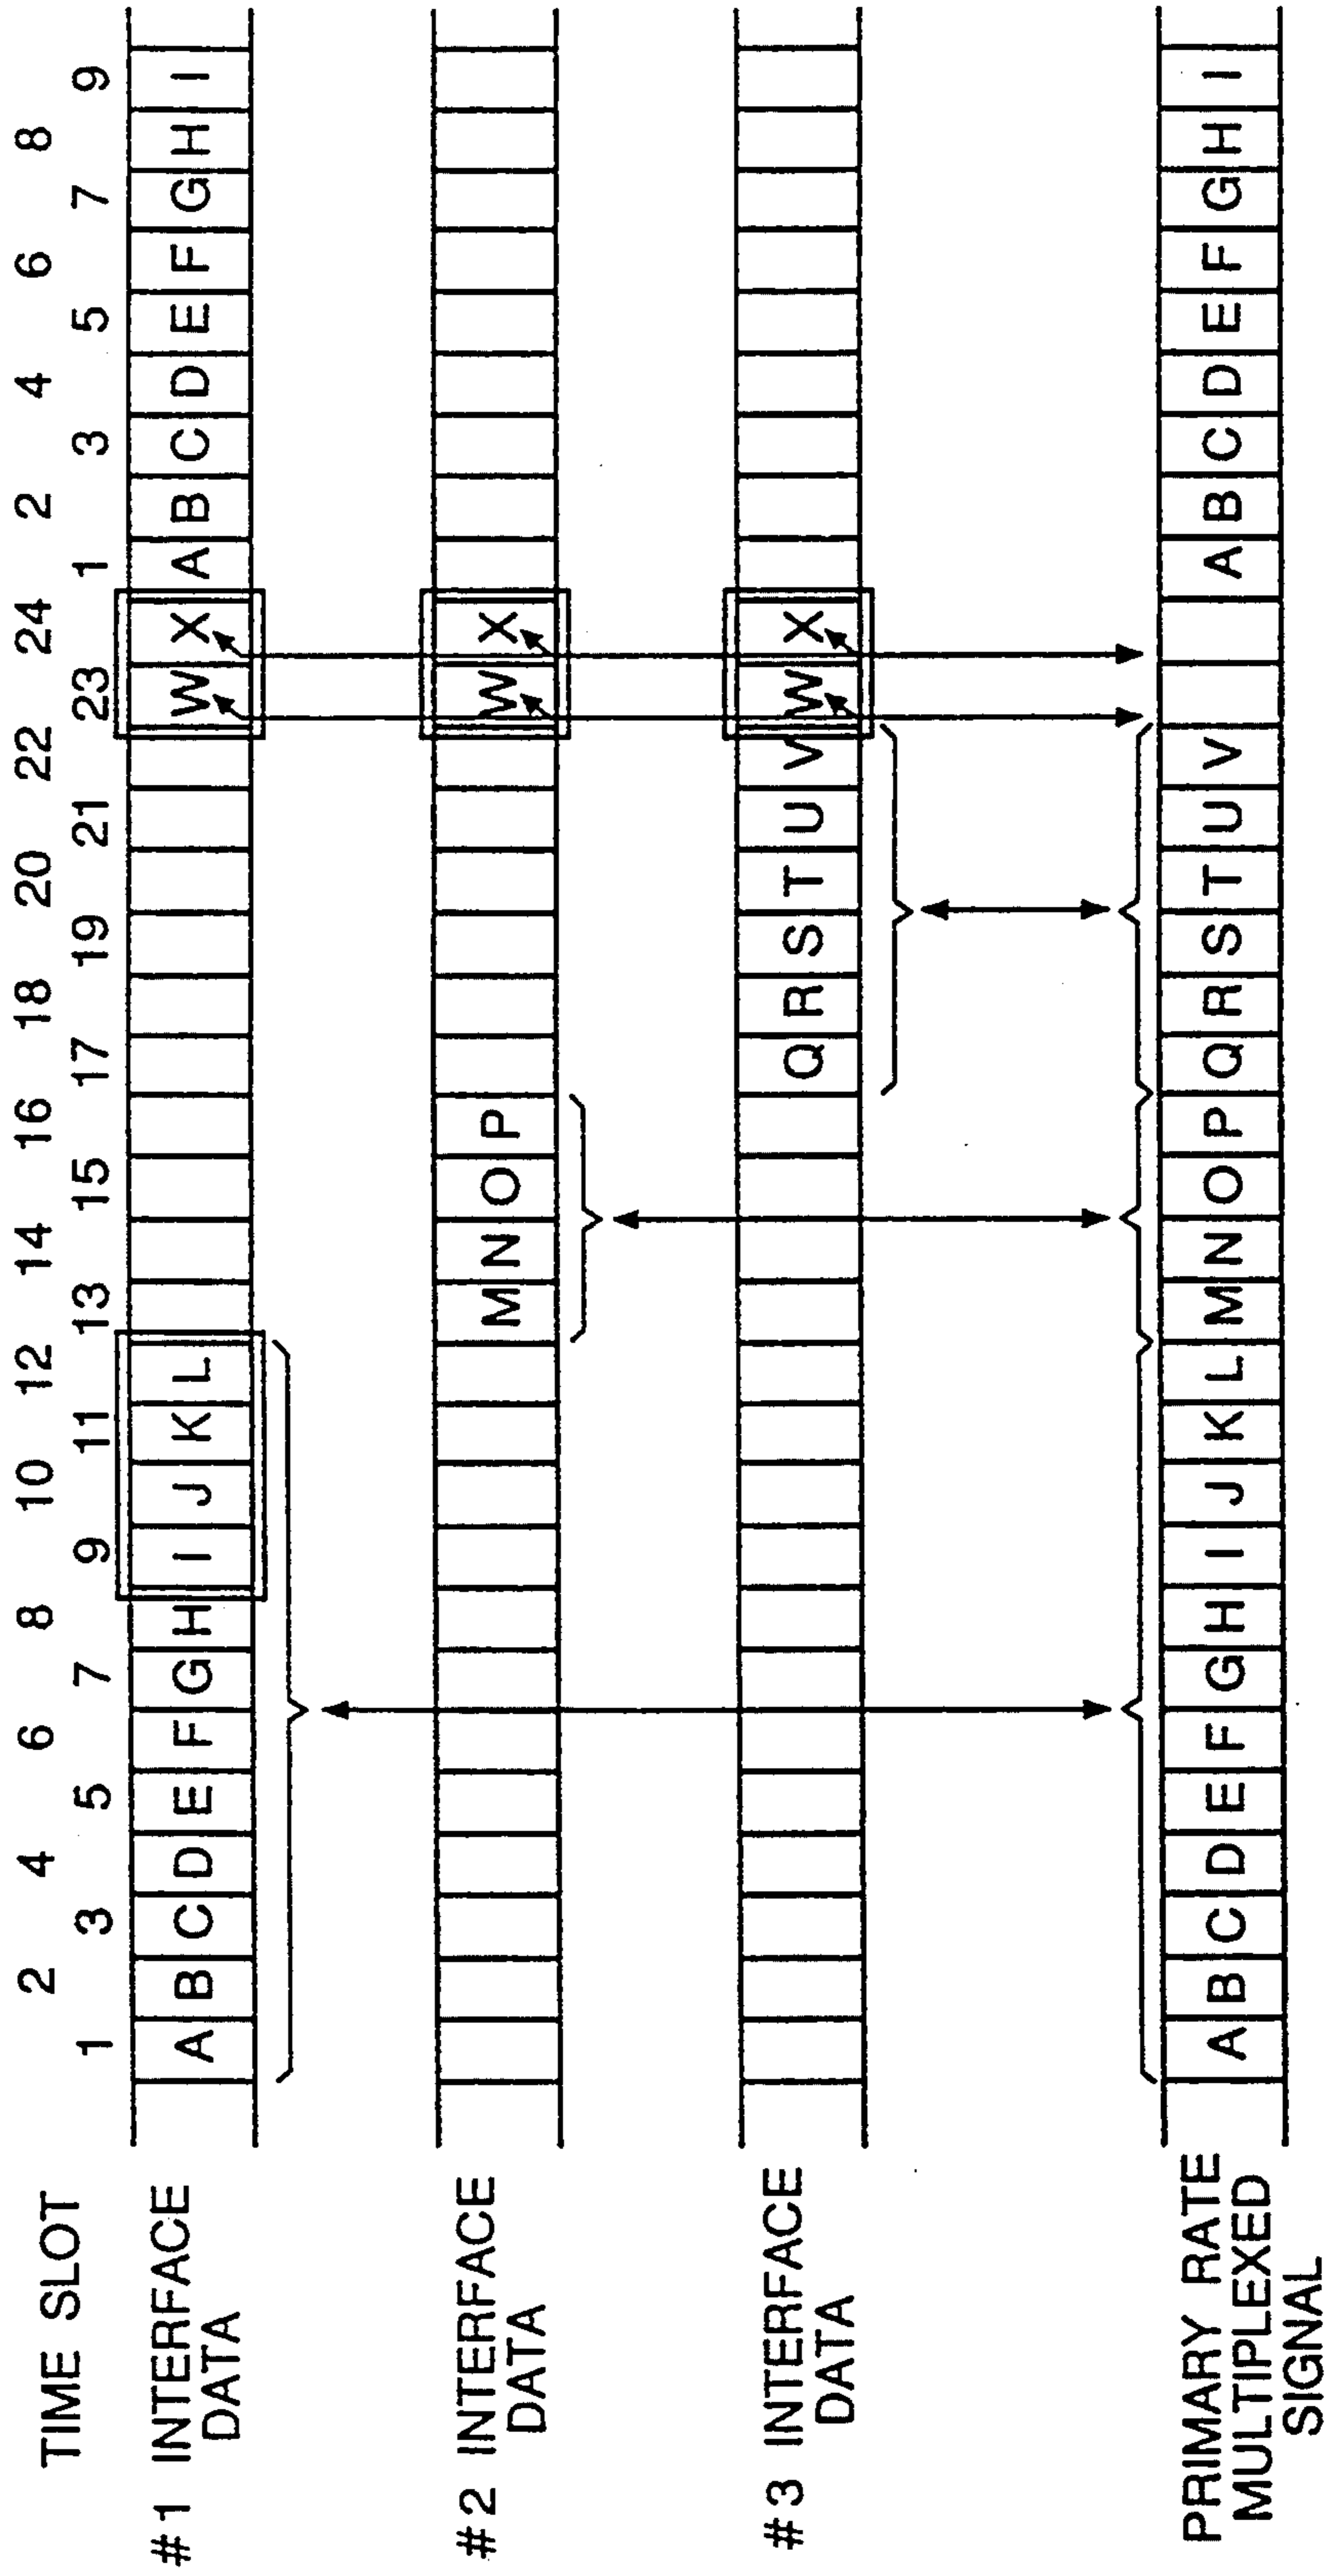 TIME SLOT 1 2 3 4 5 6 7 8 9 10 11 12 13 14 15 16 17 18 19 20 21 22 23 24 1 2 3 4 5 6 7 8 9
#1 INTERFACE
DATA
A B C D E F G H I J K L W X A B C D E F G H I
#2 INTERFACE
DATA
M N O P W X
#3 INTERFACE
DATA
Q R S T U V W X
PRIMARY RATE
MULTIPLEXED
SIGNAL
A B C D E F G H I J K L M N O P Q R S T U V A B C D E F G H I